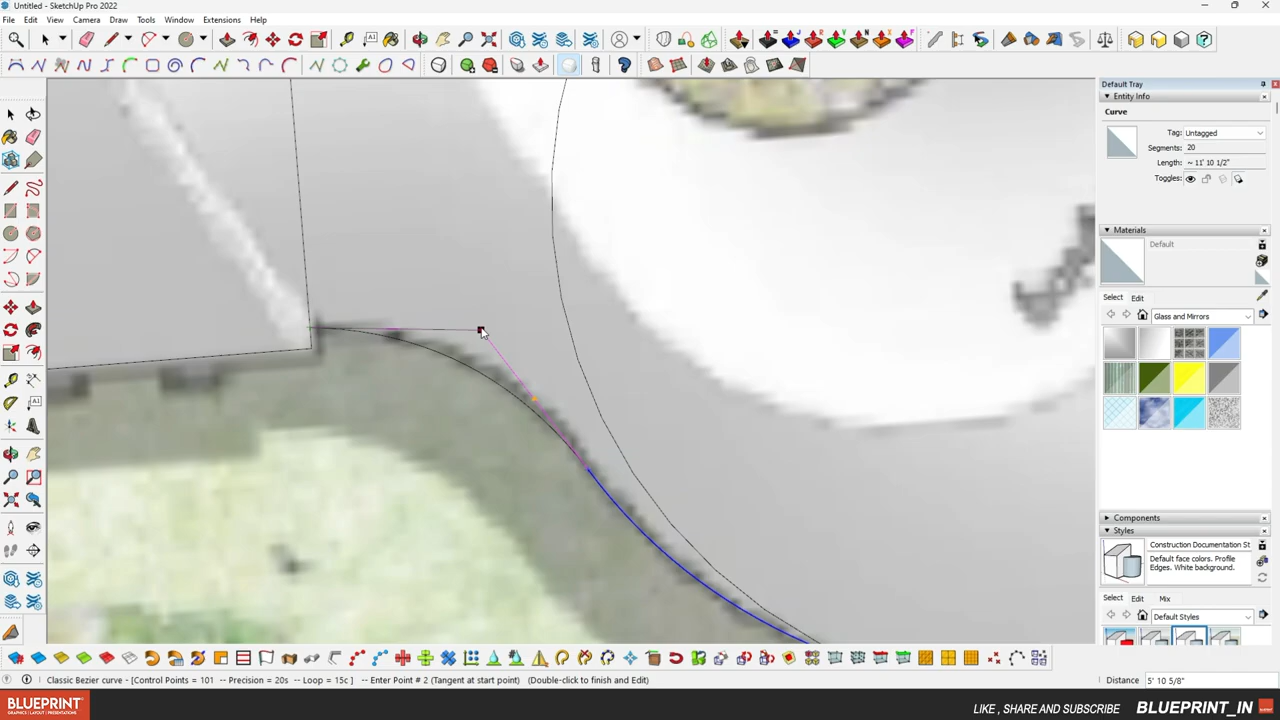 Untitled - SketchUp Pro 2022
File Edit View Camera Draw Tools Window Extensions Help
Default Tray
Entity Info
Curve
Tag: Untagged
Segments: 20
Length: ~ 11' 10 1/2"
Toggles:
Materials
Default
Select Edit
Glass and Mirrors
Components
Styles
Construction Documentation St
Default face colors. Profile
Edges. White background.
Select Edit Mix
Default Styles
Classic Bezier curve - [Control Points = 101 -- Precision = 20s -- Loop = 15c ] -- Enter Point # 2 (Tangent at start point) (Double-click to finish and Edit)
Distance 5' 10 5/8"
BLUEPRINT
LIKE , SHARE AND SUBSCRIBE BLUEPRINT_IN